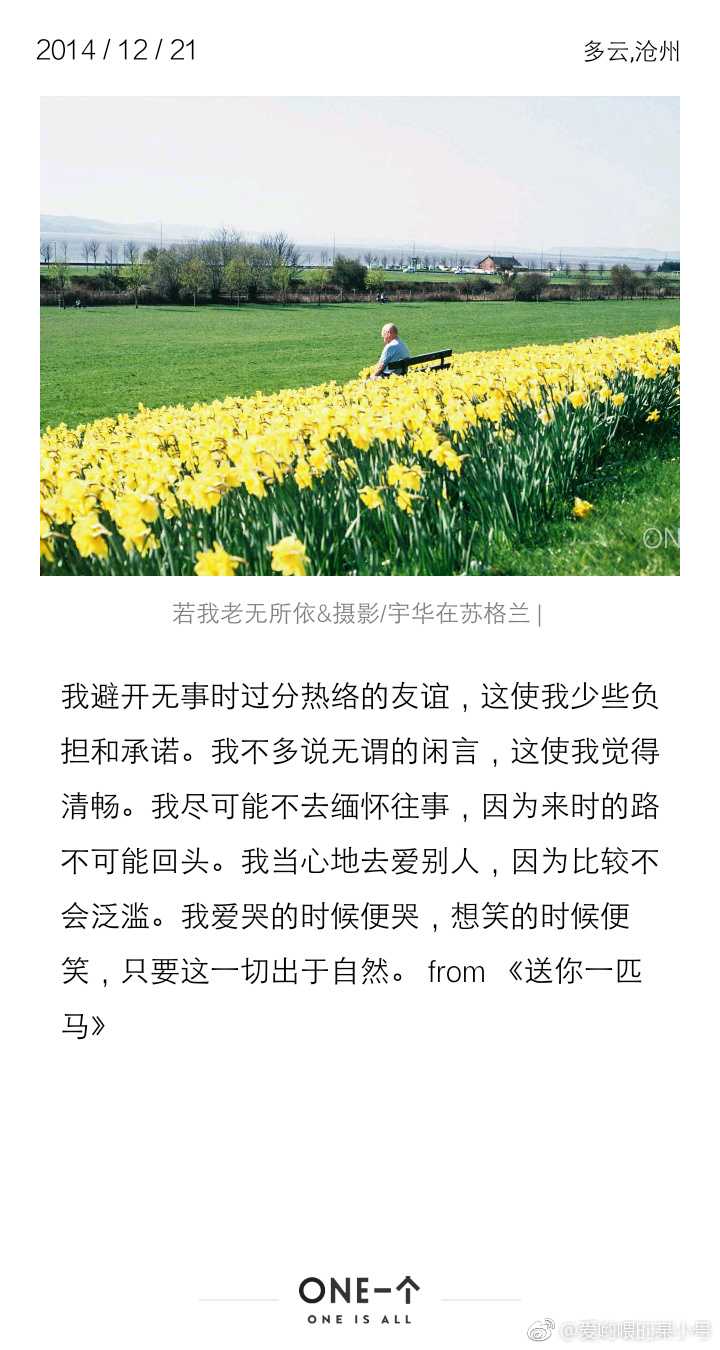 2014 / 12 / 21
多云,沧州
ON
若我老无所依&摄影/宇华在苏格兰 |
我避开无事时过分热络的友谊，这使我少些负
担和承诺。我不多说无谓的闲言，这使我觉得
清畅。我尽可能不去缅怀往事，因为来时的路
不可能回头。我当心地去爱别人，因为比较不
会泛滥。我爱哭的时候便哭，想笑的时候便
笑，只要这一切出于自然。 from 《送你一匹
马》
ONE一个
ONE IS ALL